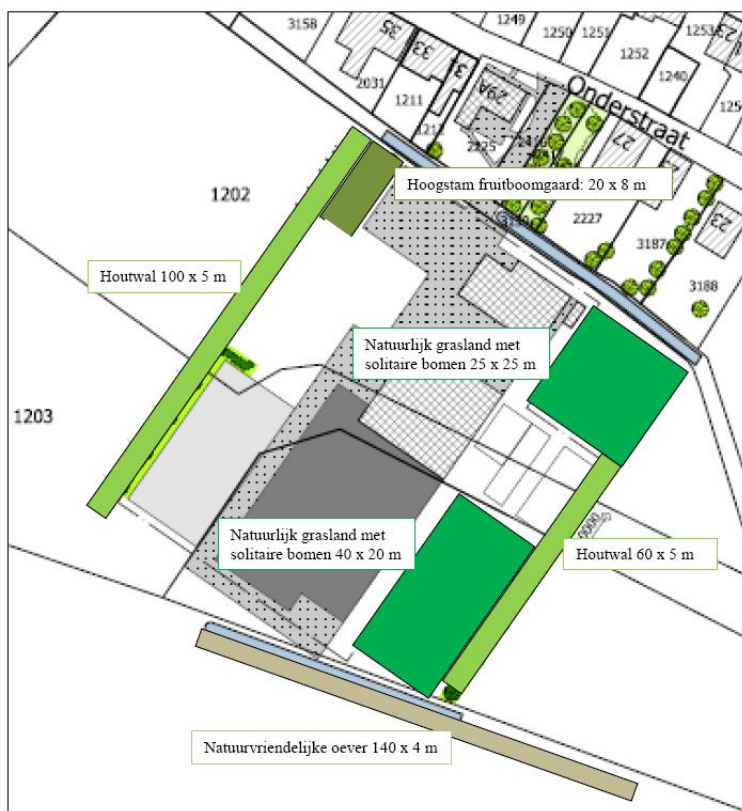 3158
35
33
2031
1211
1212
29A
2125
1249
1250
1251
1252
1253
1240
Onderstraat
27
2227
3187
23
3188
1202
Hoogstam fruitboomgaard: 20 x 8 m
Houtwal 100 x 5 m
Natuurlijk grasland met
solitaire bomen 25 x 25 m
1203
Natuurlijk grasland met
solitaire bomen 40 x 20 m
Houtwal 60 x 5 m
Natuurvriendelijke oever 140 x 4 m